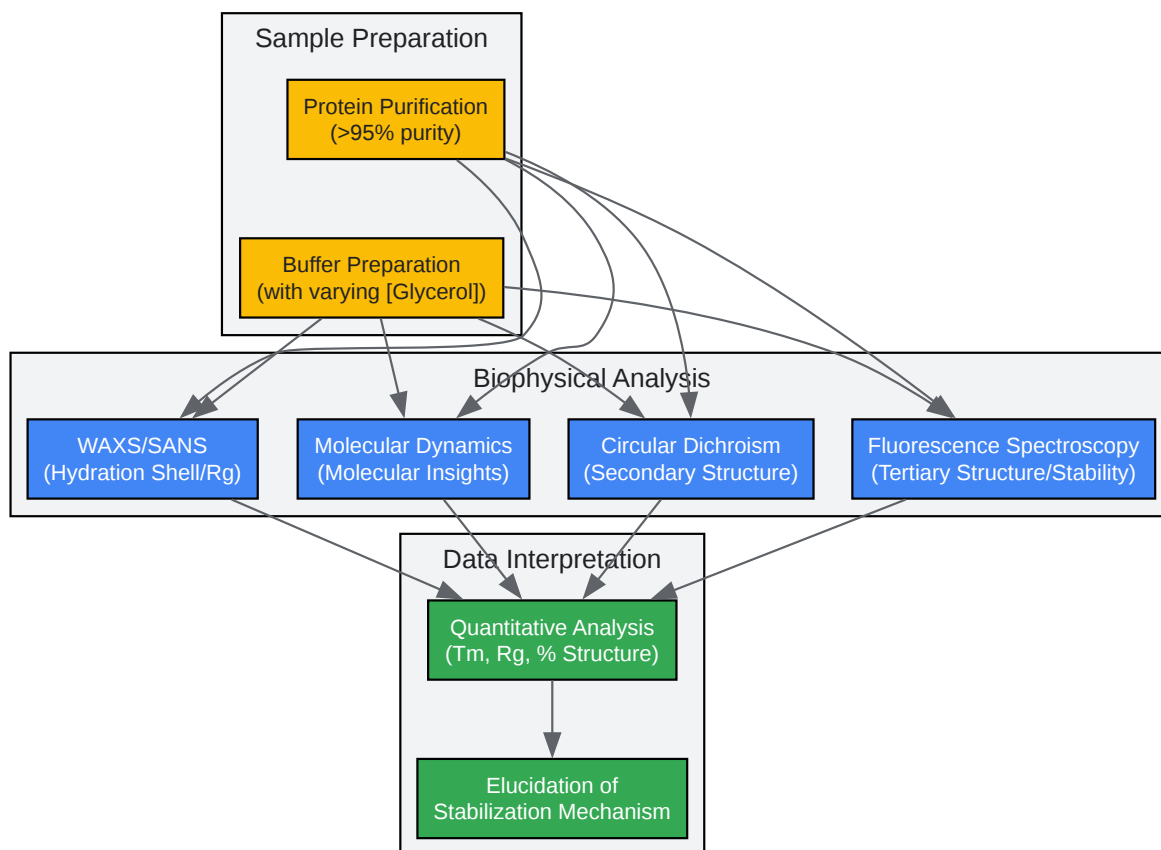 Sample Preparation
Protein Purification
(>95% purity)
Buffer Preparation
(with varying [Glycerol])
Biophysical Analysis
WAXS/SANS
(Hydration Shell/Rg)
Molecular Dynamics
(Molecular Insights)
Circular Dichroism
(Secondary Structure)
Fluorescence Spectroscopy
(Tertiary Structure/Stability)
Data Interpretation
Quantitative Analysis
(Tm, Rg, % Structure)
Elucidation of
Stabilization Mechanism